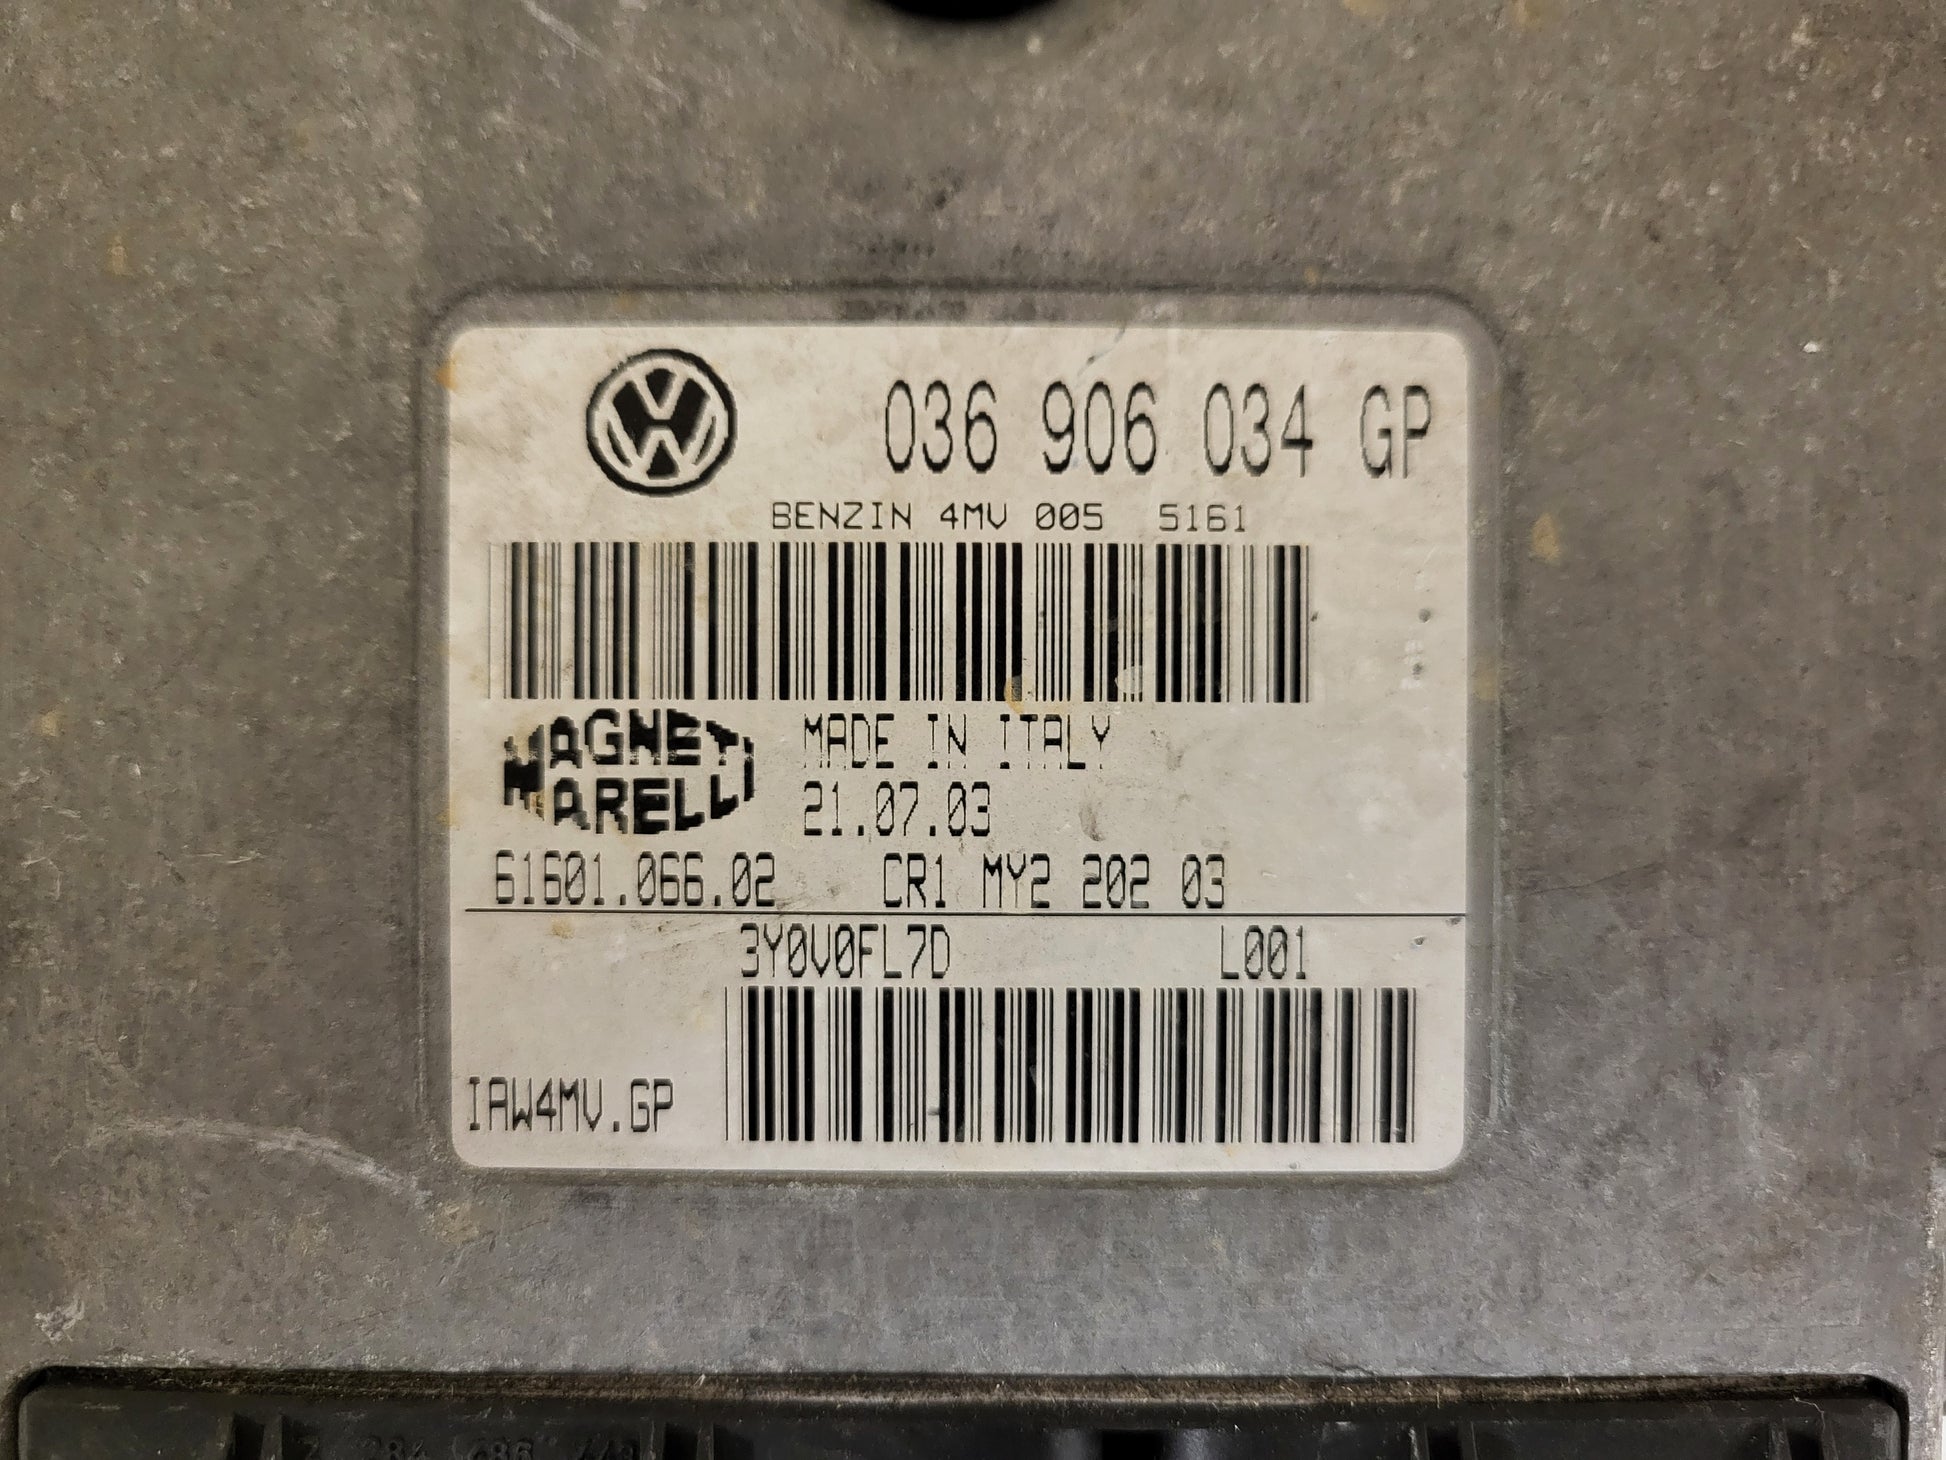 036 906 034 GP
BENZIN 4MV 005 5161
MAGNETI MARELLI
MADE IN ITALY
21.07.03
61601.066.02 CR1 MY2 202 03
3Y0V0FL7D L001
IAW4MV.GP